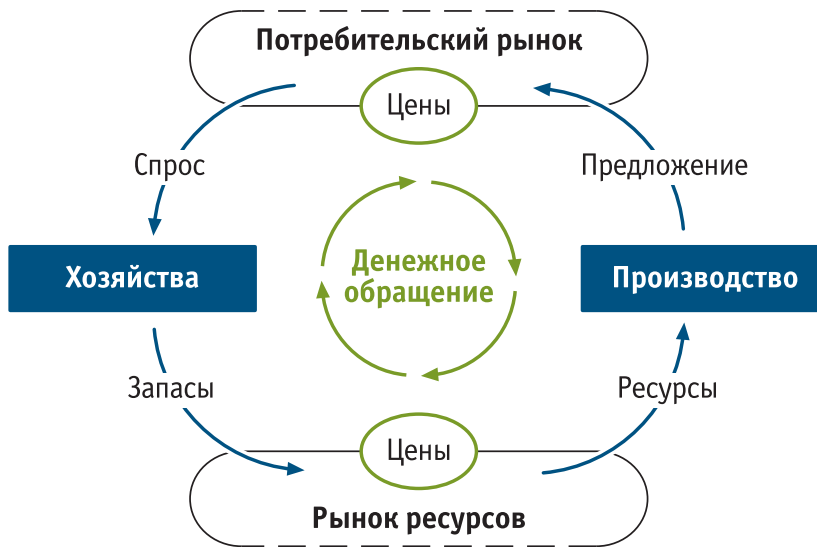 Потребительский рынок
Цены
Спрос
Предложение
Хозяйства
Денежное
обращение
Производство
Запасы
Ресурсы
Цены
Рынок ресурсов